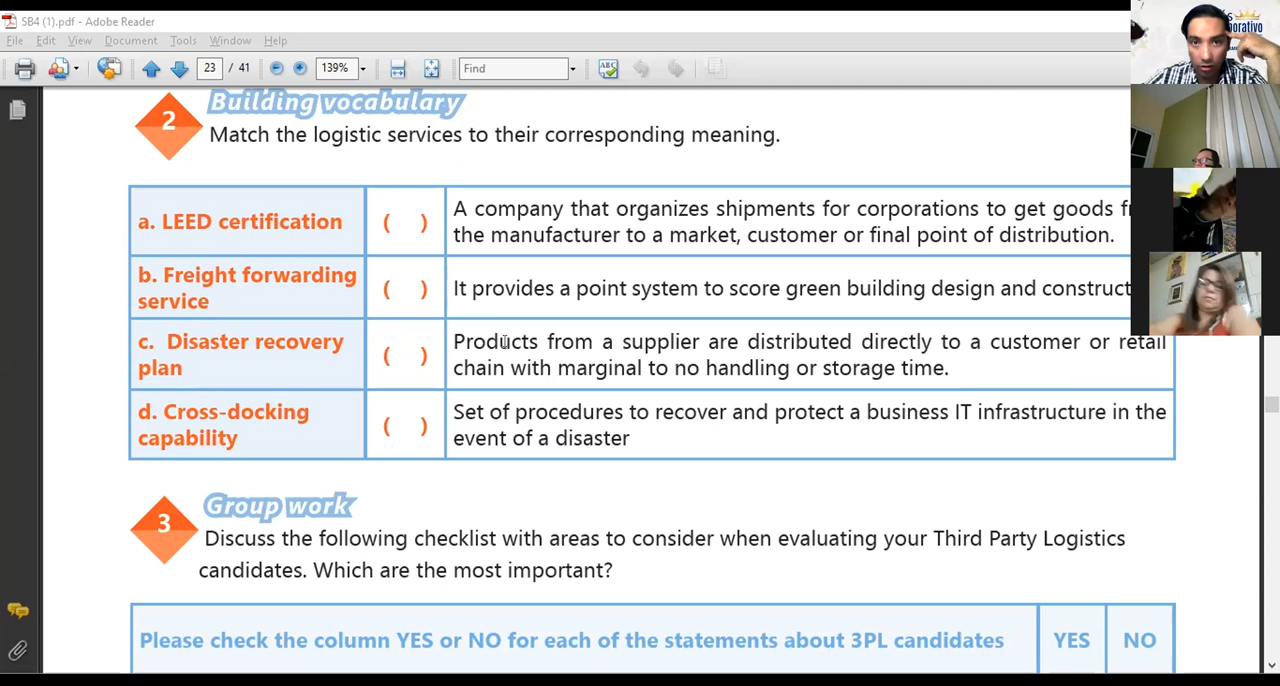 SB4 (1).pdf - Adobe Reader
File Edit View Document Tools Window Help
23 / 41 139% Find
Building vocabulary
2
Match the logistic services to their corresponding meaning.
a. LEED certification ( ) A company that organizes shipments for corporations to get goods
the manufacturer to a market, customer or final point of distribution.
b. Freight forwarding
service ( ) It provides a point system to score green building design and
c. Disaster recovery
plan ( ) Products from a supplier are distributed directly to a customer or retail
chain with marginal to no handling or storage time.
d. Cross-docking
capability ( ) Set of procedures to recover and protect a business IT infrastructure in the
event of a disaster
Group work
3
Discuss the following checklist with areas to consider when evaluating your Third Party Logistics
candidates. Which are the most important?
Please check the column YES or NO for each of the statements about 3PL candidates YES NO